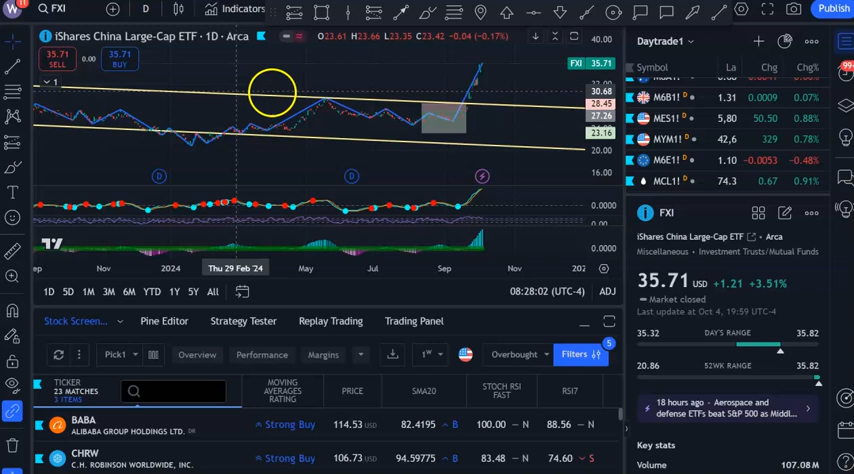 W 11 FXI D Indicators Publish
iShares China Large-Cap ETF · 1D · Arca O23.61 H23.66 L23.35 C23.42 -0.04 (-0.17%)
35.71 SELL 0.00 35.71 BUY
1
40.00
FXI 35.71
30.68
28.45
27.26
23.16
20.00
16.00
D D
0.0000
0.00
0.0000
Nov 2024 Thu 29 Feb '24 May Jul Sep Nov
1D 5D 1M 3M 6M YTD 1Y 5Y All 08:28:02 (UTC-4) ADJ
Stock Screen... Pine Editor Strategy Tester Replay Trading Trading Panel
Pick1 Overview Performance Margins 1W Overbought Filters 5
TICKER MOVING AVERAGES RATING PRICE SMA20 STOCH RSI FAST RSI7
23 MATCHES
3 ITEMS
BABA Strong Buy 114.53 USD 82.4195 B 100.00 — N 88.56 — N
ALIBABA GROUP HOLDINGS LTD. DR
CHRW Strong Buy 106.73 USD 94.59775 B 83.48 — N 74.60 S
C.H. ROBINSON WORLDWIDE, INC.
Daytrade1
Symbol La Chg Chg%
M6B1! D 1.31 0.0009 0.07%
MES1! D 5,80 50.50 0.88%
MYM1! D 42,6 329 0.78%
M6E1! D 1.10 -0.0053 -0.48%
MCL1! D 74.3 0.67 0.91%
FXI
iShares China Large-Cap ETF · Arca
Miscellaneous · Investment Trusts/Mutual Funds
35.71 USD +1.21 +3.51%
Market closed
Last update at Oct 4, 19:59 UTC-4
35.32 DAY'S RANGE 35.82
20.86 52WK RANGE 35.82
18 hours ago · Aerospace and
defense ETFs beat S&P 500 as Middl...
Key stats
Volume 107.08 M